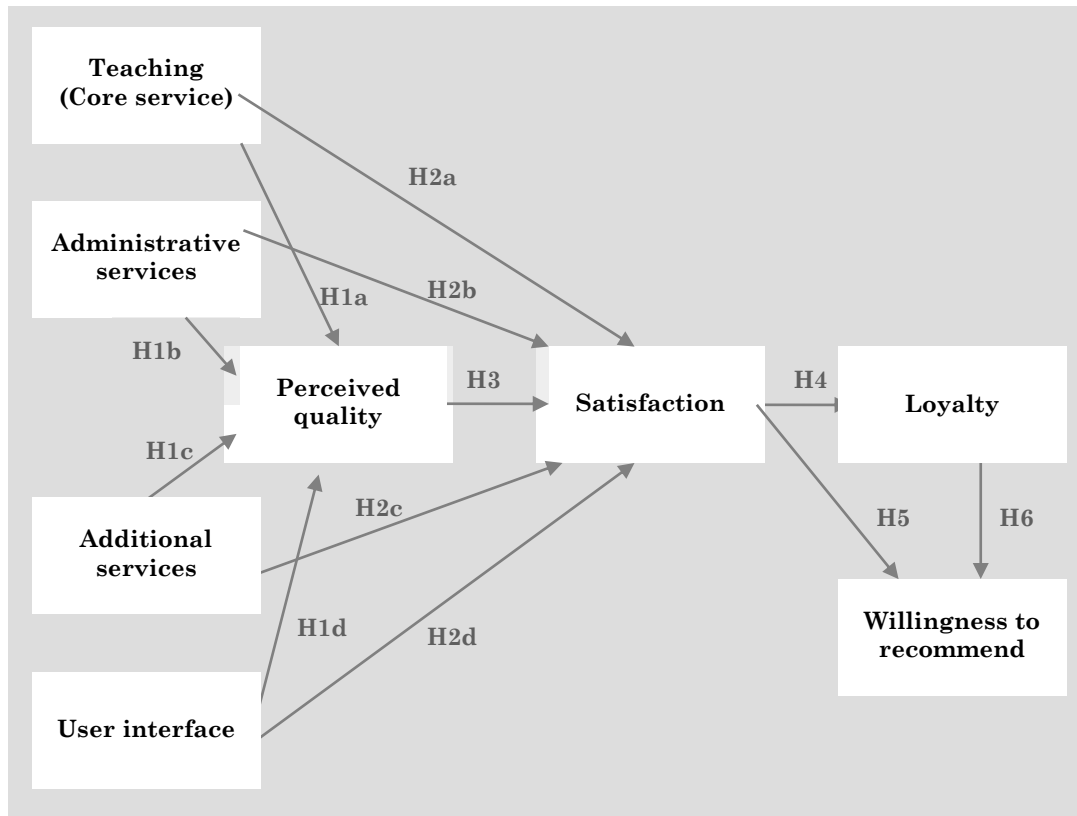 Teaching
(Core service)
H2a
Administrative
services
H2b
H1a
H1b
Perceived
quality
H3
Satisfaction
H4
Loyalty
H1c
H2c
H5
H6
Additional
services
H1d
H2d
Willingness to
recommend
User interface